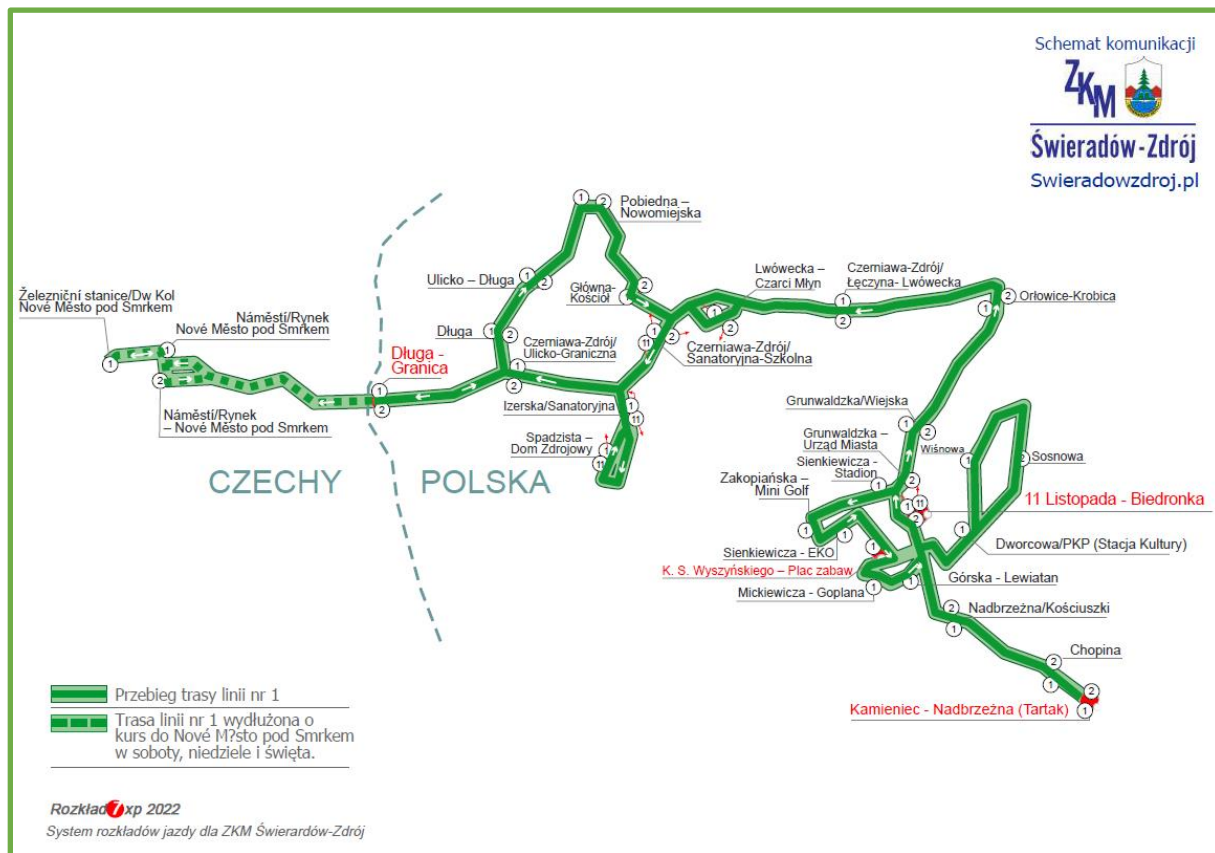 Schemat komunikacji
ZKM
Świeradów-Zdrój
Swieradowzdroj.pl
Pobiedna –
Nowomiejska
Ulicko – Długa
Główna-
Kościół
Lwówecka –
Czarci Młyn
Czerniawa-Zdrój/
Łęczyna- Lwówecka
Orłowice-Krobica
Železniční stanice/Dw Kol
Nové Město pod Smrkem
Náměstí/Rynek
Nové Město pod Smrkem
Długa
Czerniawa-Zdrój/
Ulicko-Graniczna
Czerniawa-Zdrój/
Sanatoryjna-Szkolna
Długa -
Granica
Izerska/Sanatoryjna
Náměstí/Rynek
– Nové Město pod Smrkem
Spadzista –
Dom Zdrojowy
CZECHY
POLSKA
Grunwaldzka/Wiejska
Grunwaldzka –
Urząd Miasta
Wiśnowa
Sosnowa
Sienkiewicza -
Stadion
Zakopiańska –
Mini Golf
11 Listopada - Biedronka
Sienkiewicza - EKO
Dworcowa/PKP (Stacja Kultury)
K. S. Wyszyńskiego – Plac zabaw
Górska - Lewiatan
Mickiewicza - Goplana
Nadbrzeżna/Kościuszki
Chopina
Kamieniec - Nadbrzeżna (Tartak)
Przebieg trasy linii nr 1
Trasa linii nr 1 wydłużona o
kurs do Nové M?sto pod Smrkem
w soboty, niedziele i święta.
Rozkład7xp 2022
System rozkładów jazdy dla ZKM Świerardów-Zdrój